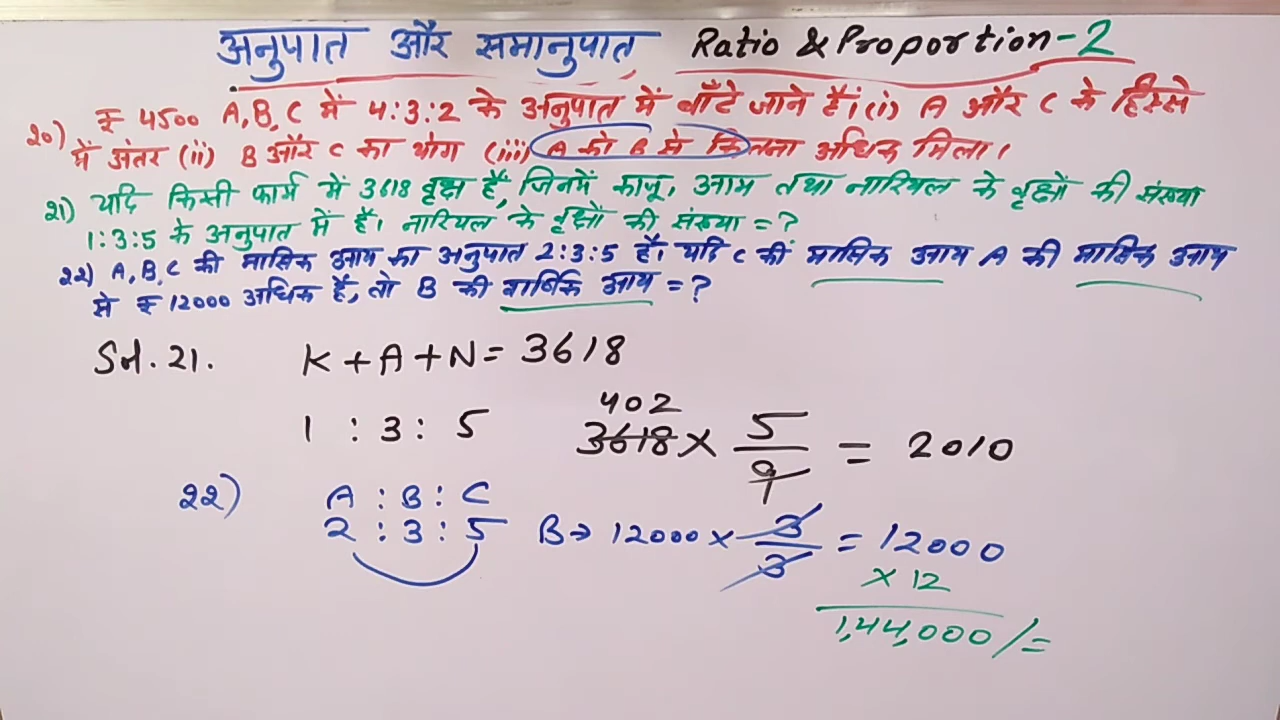 अनुपात और समानुपात Ratio & Proportion-2
20) ₹ 4500 A, B, C में 4:3:2 के अनुपात में बाँटे जाने हैं। (i) A और C के हिस्से
में अंतर (ii) B और C का योग (iii) A को B से कितना अधिक मिला।
21) यदि किसी फार्म में 3618 वृक्ष हैं, जिनमें काजू, आम तथा नारियल के वृक्षों की संख्या
1:3:5 के अनुपात में है। नारियल के वृक्षों की संख्या = ?
22) A, B, C की मासिक आय का अनुपात 2:3:5 है। यदि C की मासिक आय A की मासिक आय
से ₹ 12000 अधिक है, तो B की वार्षिक आय = ?
Sol. 21. K + A + N = 3618
402
1 : 3 : 5 3618 × 5/9 = 2010
22) A : B : C
2 : 3 : 5 B → 12000 × 3/3 = 12000
× 12
1,44,000/=